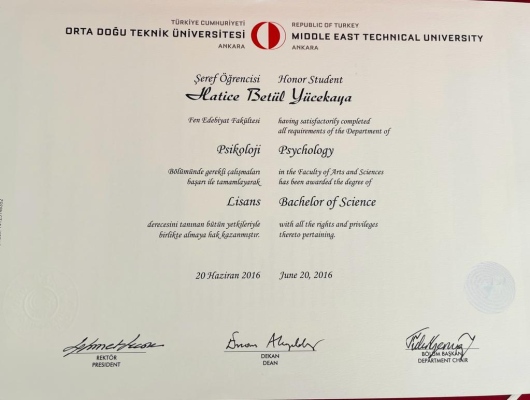 TÜRKİYE CUMHURİYETİ
ORTA DOĞU TEKNİK ÜNİVERSİTESİ
ANKARA
REPUBLIC OF TURKEY
MIDDLE EAST TECHNICAL UNIVERSITY
ANKARA
Şeref Öğrencisi Honor Student
Hatice Betül Yücekaya
Fen Edebiyat Fakültesi
having satisfactorily completed
all requirements of the Department of
Psikoloji Psychology
Bölümünde gerekli çalışmaları
başarı ile tamamlayarak
in the Faculty of Arts and Sciences
has been awarded the degree of
Lisans Bachelor of Science
derecesini tanınan bütün yetkileriyle
birlikte almaya hak kazanmıştır.
with all the rights and privileges
thereto pertaining.
20 Haziran 2016 June 20, 2016
REKTÖR
PRESIDENT
DEKAN
DEAN
BÖLÜM BAŞKANI
DEPARTMENT CHAIR